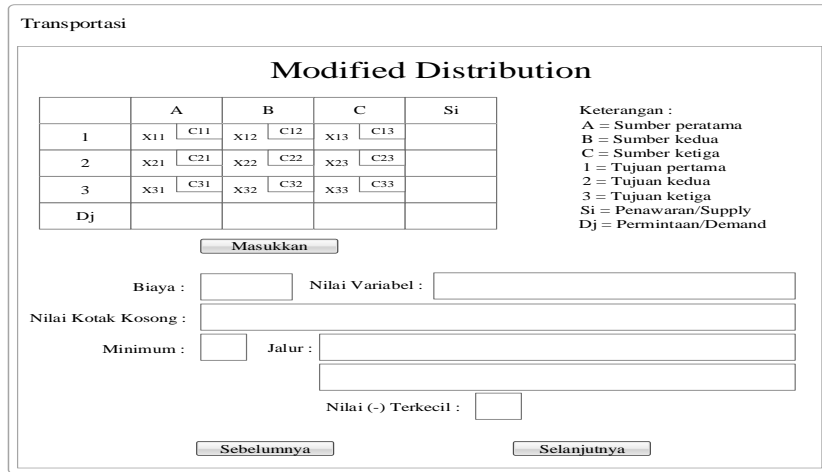 Transportasi
Modified Distribution
A B C Si
1 X11 C11 X12 C12 X13 C13
2 X21 C21 X22 C22 X23 C23
3 X31 C31 X32 C32 X33 C33
Dj
Keterangan :
A = Sumber peratama
B = Sumber kedua
C = Sumber ketiga
1 = Tujuan pertama
2 = Tujuan kedua
3 = Tujuan ketiga
Si = Penawaran/Supply
Dj = Permintaan/Demand
Masukkan
Biaya : Nilai Variabel :
Nilai Kotak Kosong :
Minimum : Jalur :
Nilai (-) Terkecil :
Sebelumnya Selanjutnya